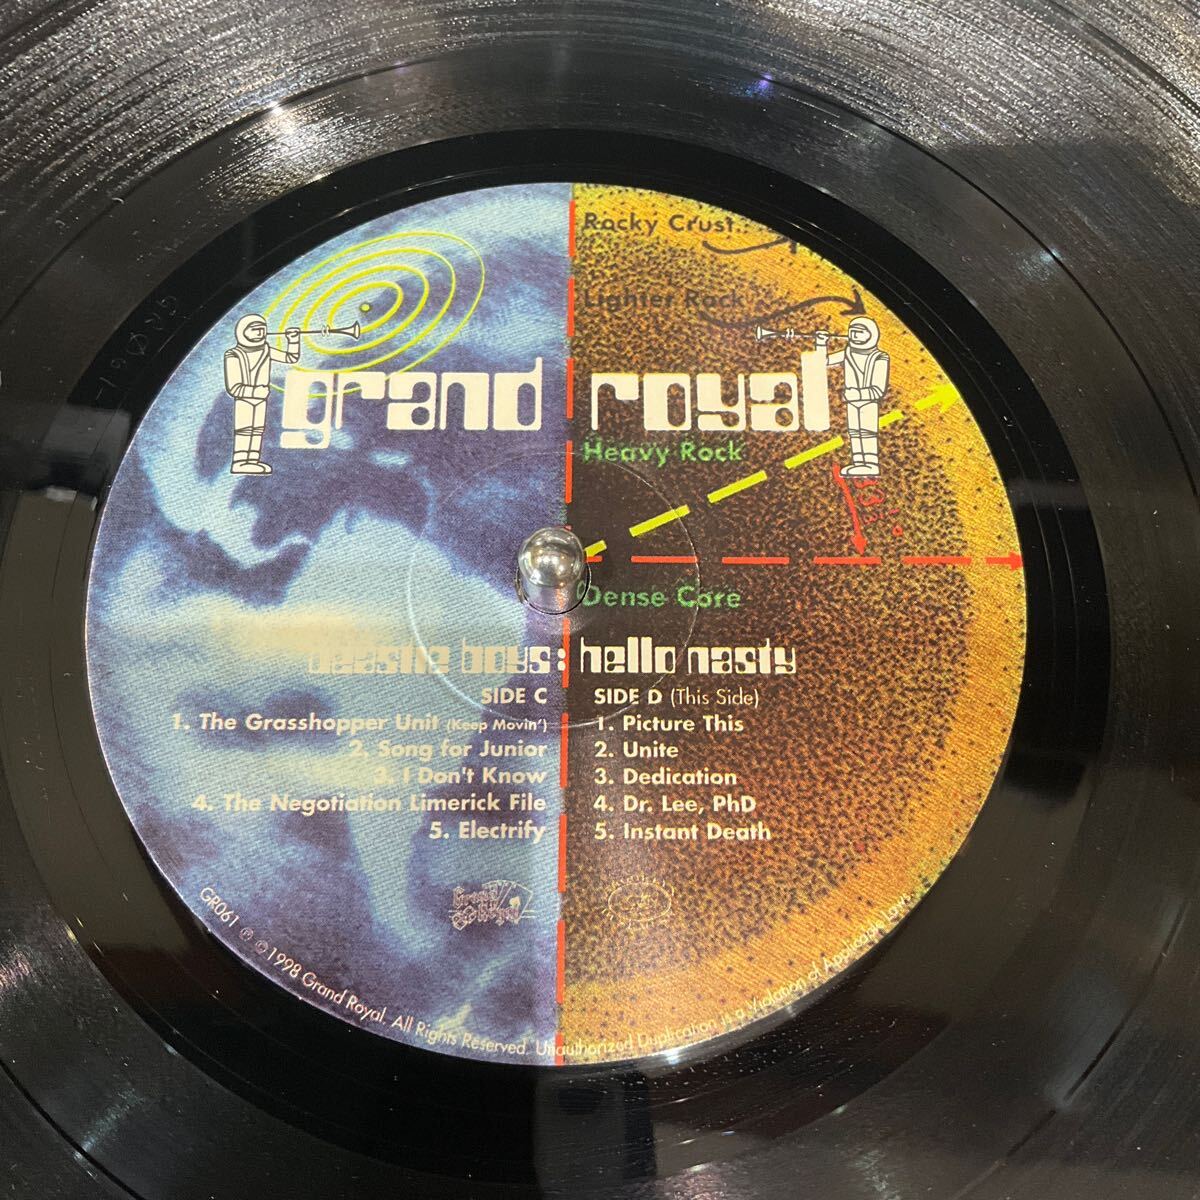 Rocky Crust
Lighter Rock
grand royal
Heavy Rock
Dense Core
beastie boys: hello nasty
SIDE C
1. The Grasshopper Unit (Keep Movin')
2. Song for Junior
3. I Don't Know
4. The Negotiation Limerick File
5. Electrify
SIDE D (This Side)
1. Picture This
2. Unite
3. Dedication
4. Dr. Lee, PhD
5. Instant Death
Grand Royal
GR061 ℗ © 1998 Grand Royal. All Rights Reserved. Unauthorized Duplication is a Violation of Applicable Laws